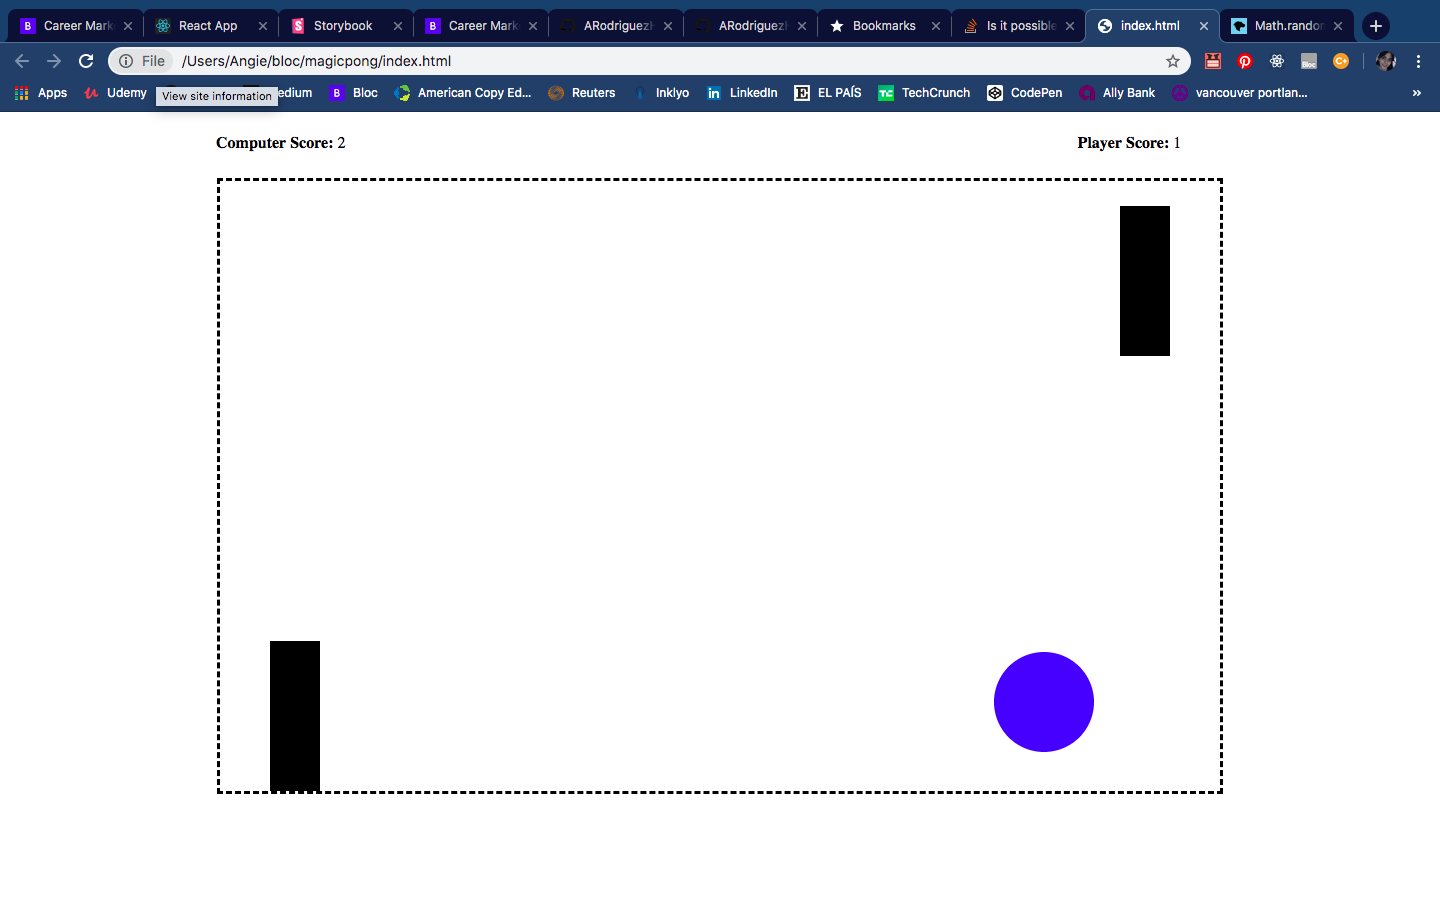 Career Mark
React App
Storybook
Career Mark
ARodriguez
ARodriguez
Bookmarks
Is it possible
index.html
Math.random
File /Users/Angie/bloc/magicpong/index.html
Apps
Udemy
edium
Bloc
American Copy Ed...
Reuters
Inklyo
LinkedIn
EL PAÍS
TechCrunch
CodePen
Ally Bank
vancouver portlan...
»
View site information
Computer Score: 2
Player Score: 1